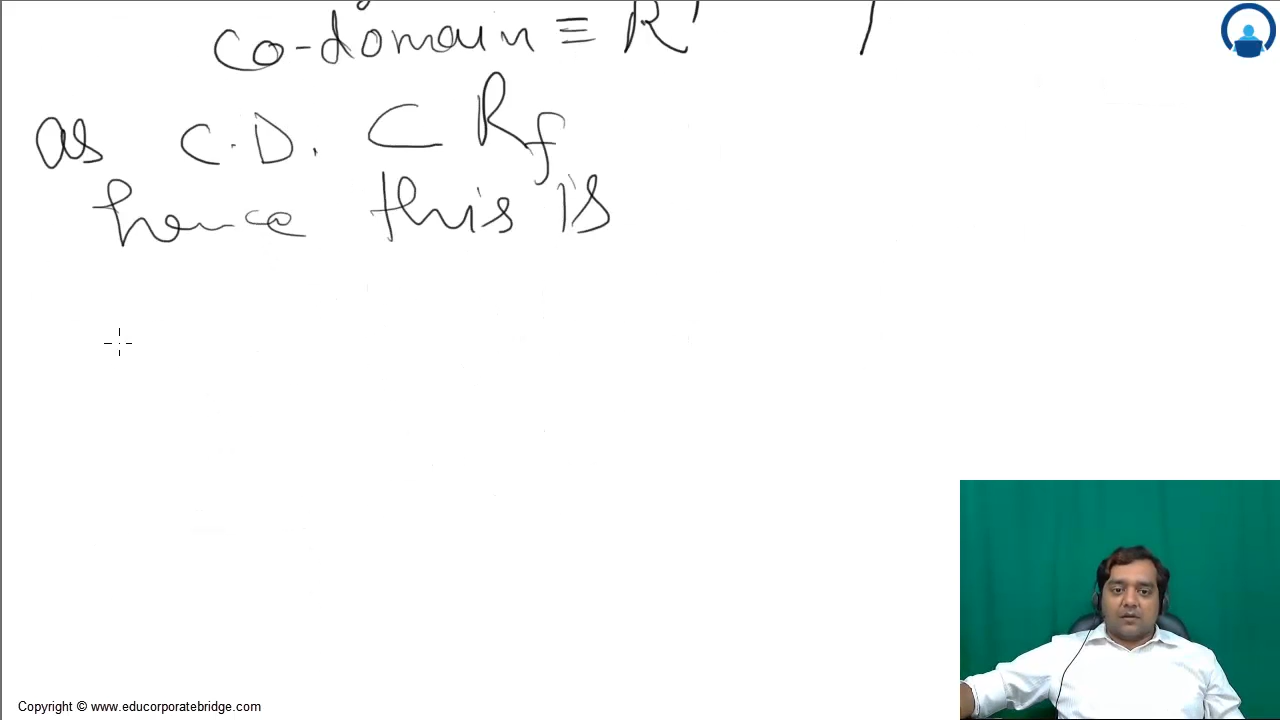 co-domain ≡ R'
as C.D. ⊂ Rf
hence this is
Copyright © www.educorporatebridge.com